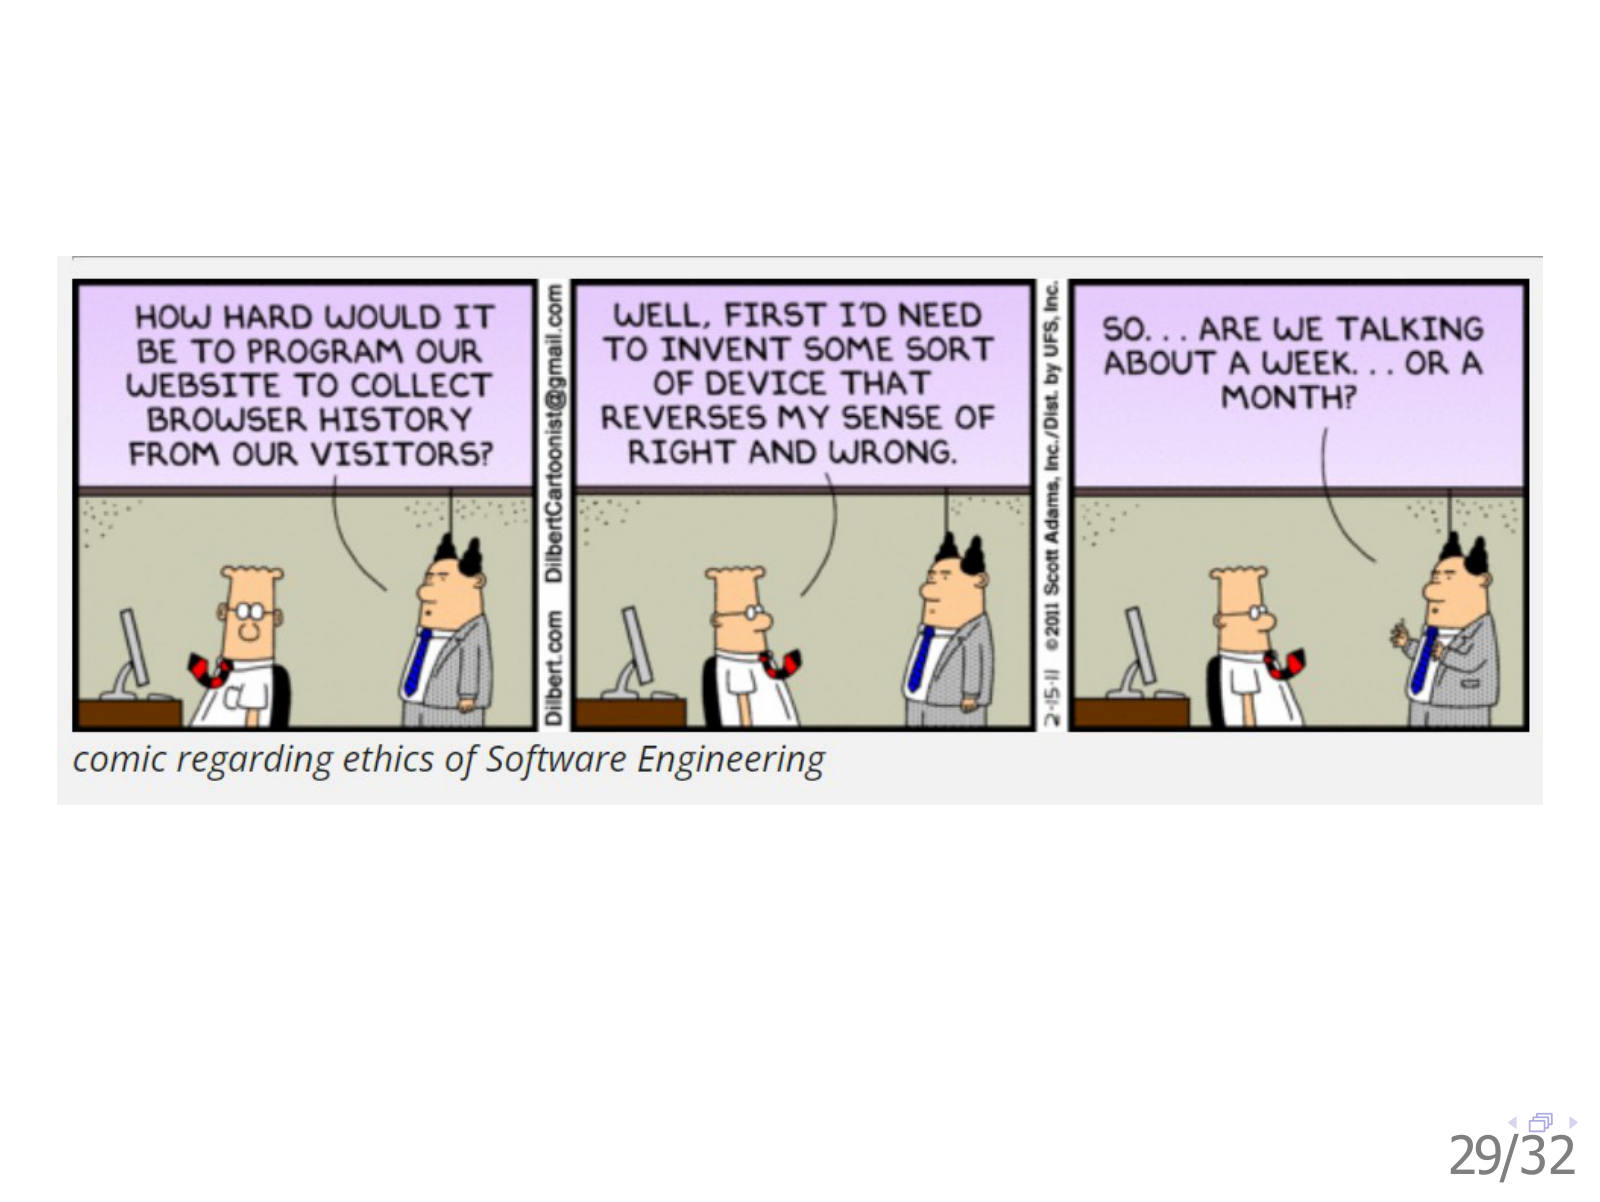 HOW HARD WOULD IT
BE TO PROGRAM OUR
WEBSITE TO COLLECT
BROWSER HISTORY
FROM OUR VISITORS?
Dilbert.com DilbertCartoonist@gmail.com
WELL, FIRST I'D NEED
TO INVENT SOME SORT
OF DEVICE THAT
REVERSES MY SENSE OF
RIGHT AND WRONG.
2-15-11 ©2011 Scott Adams, Inc./Dist. by UFS, Inc.
SO... ARE WE TALKING
ABOUT A WEEK... OR A
MONTH?
comic regarding ethics of Software Engineering
29/32